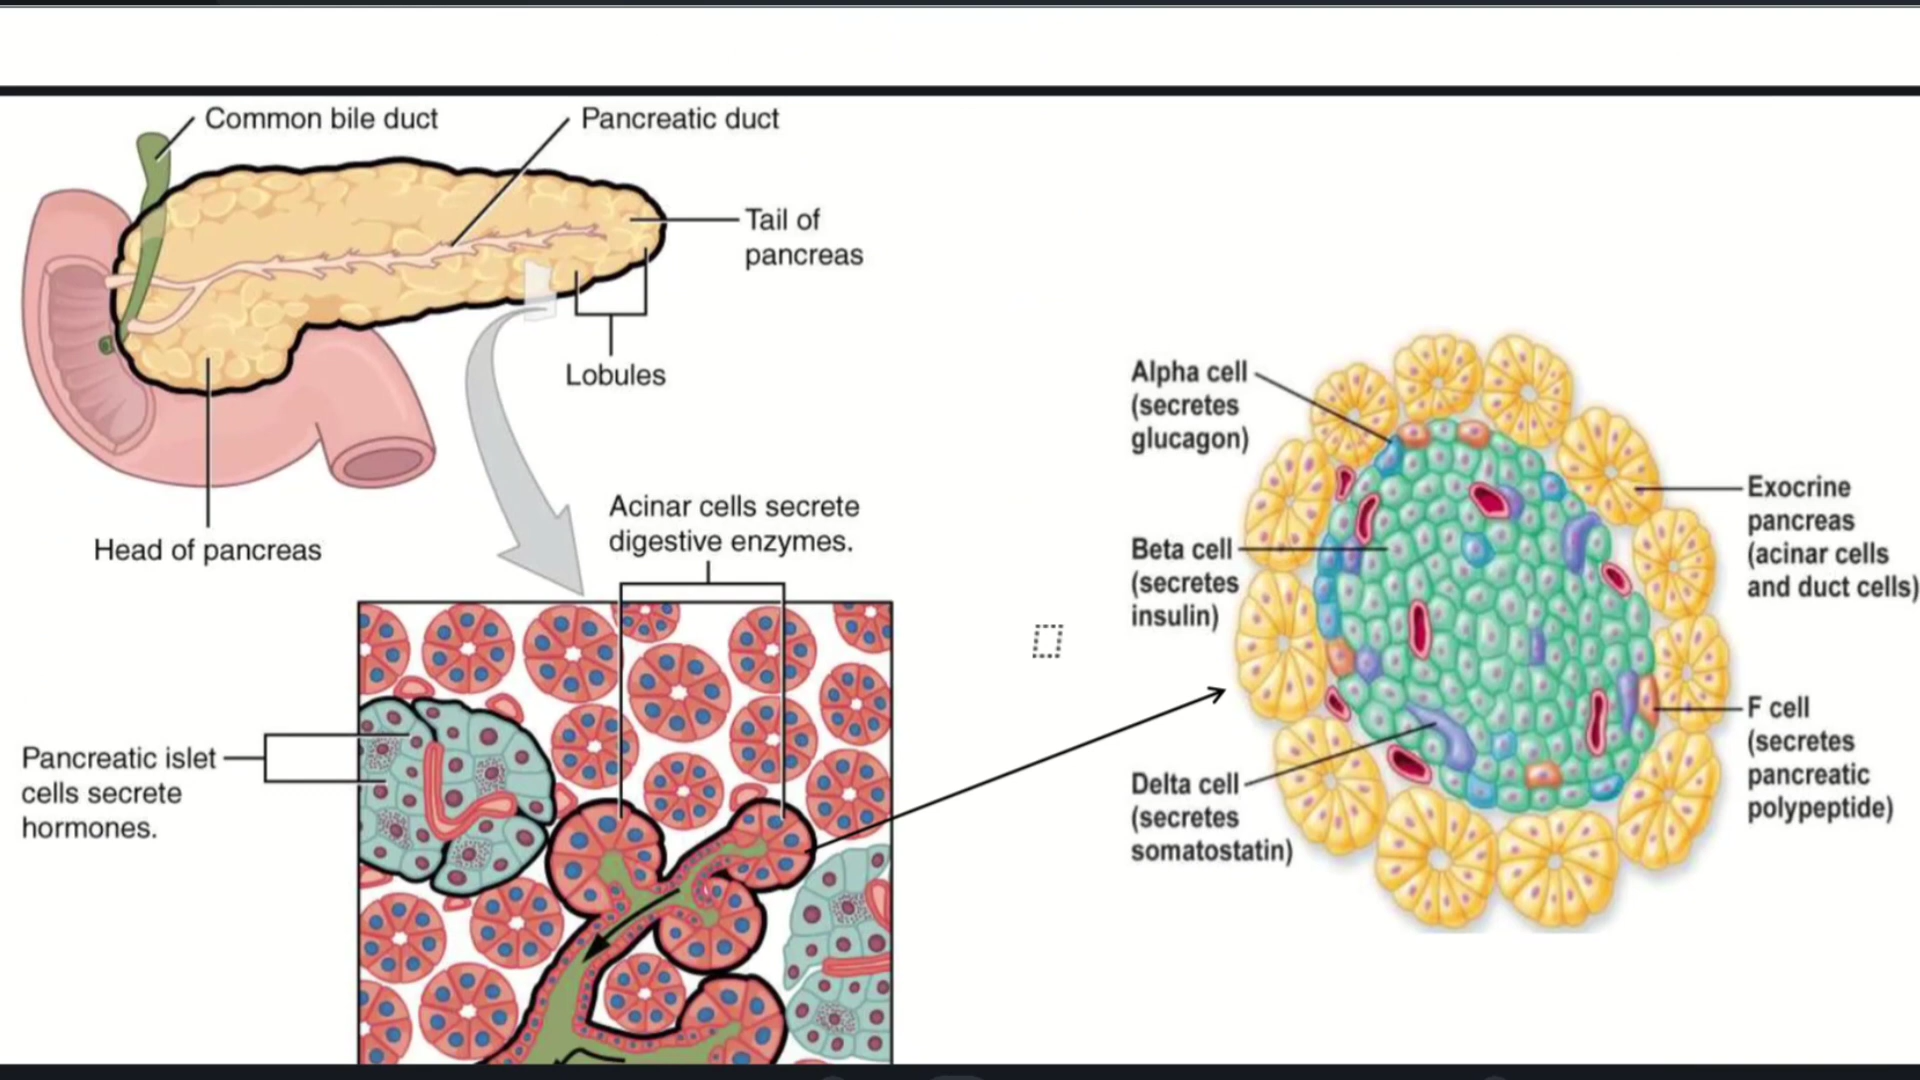 Common bile duct
Pancreatic duct
Tail of
pancreas
Lobules
Head of pancreas
Acinar cells secrete
digestive enzymes.
Pancreatic islet
cells secrete
hormones.
Alpha cell
(secretes
glucagon)
Beta cell
(secretes
insulin)
Delta cell
(secretes
somatostatin)
Exocrine
pancreas
(acinar cells
and duct cells)
F cell
(secretes
pancreatic
polypeptide)